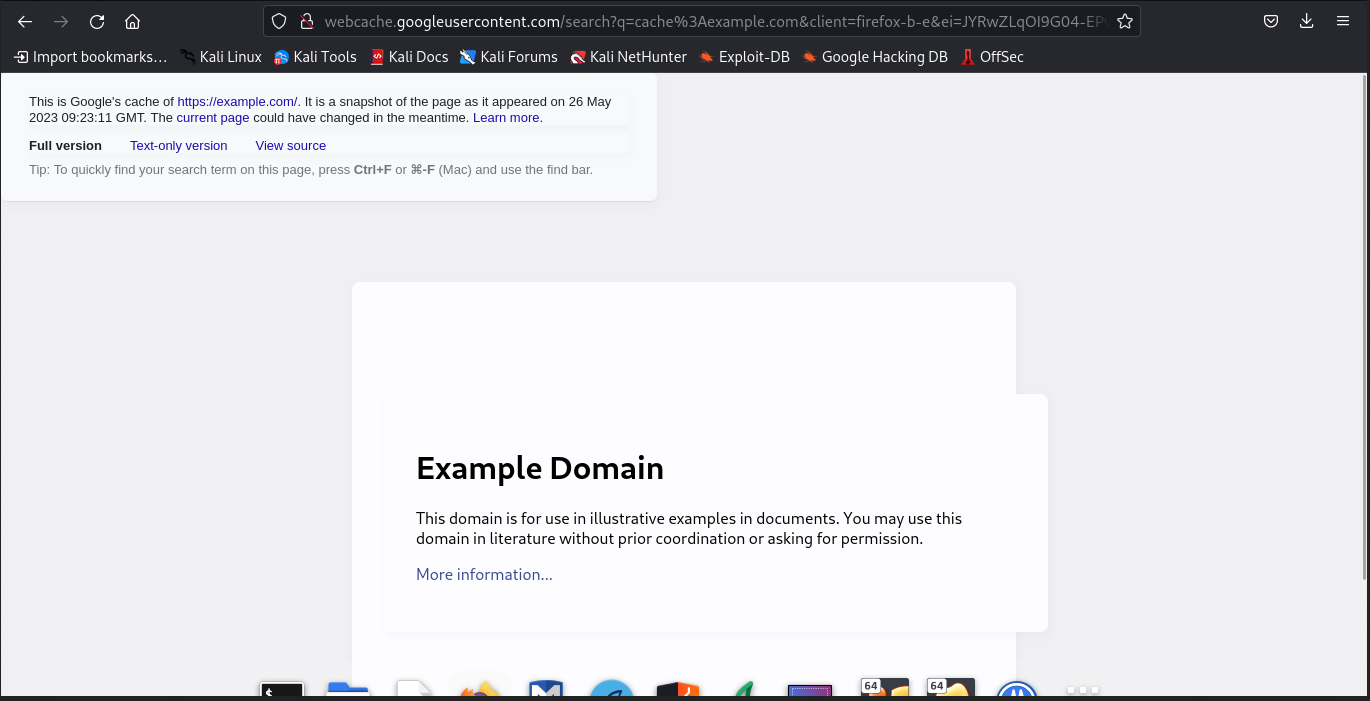 webcache.googleusercontent.com/search?q=cache%3Aexample.com&client=firefox-b-e&ei=JYRwZLqOI9G04-EP
Import bookmarks… Kali Linux Kali Tools Kali Docs Kali Forums Kali NetHunter Exploit-DB Google Hacking DB OffSec
This is Google's cache of https://example.com/. It is a snapshot of the page as it appeared on 26 May
2023 09:23:11 GMT. The current page could have changed in the meantime. Learn more.
Full version Text-only version View source
Tip: To quickly find your search term on this page, press Ctrl+F or ⌘-F (Mac) and use the find bar.
Example Domain
This domain is for use in illustrative examples in documents. You may use this
domain in literature without prior coordination or asking for permission.
More information...
$ 64 64